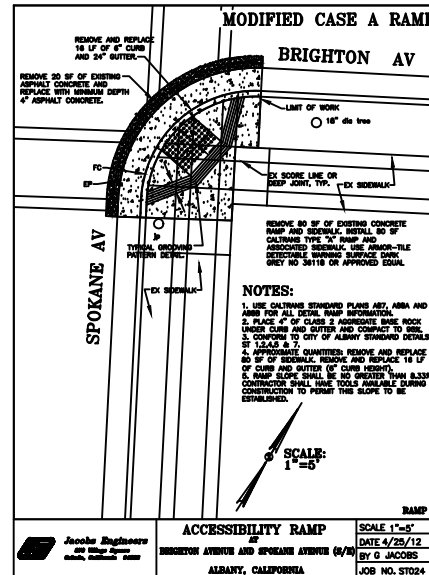 MODIFIED CASE A RAMP
BRIGHTON AV
REMOVE AND REPLACE
16 LF OF 6" CURB
AND 24" GUTTER.
REMOVE 20 SF OF EXISTING
ASPHALT CONCRETE AND
REPLACE WITH MINIMUM DEPTH
4" ASPHALT CONCRETE.
LIMIT OF WORK
18" dia tree
FC
EP
EX SCORE LINE OR
DEEP JOINT, TYP.
EX SIDEWALK
TYPICAL GROOVING
PATTERN DETAIL
EX SIDEWALK
SPOKANE AV
REMOVE 80 SF OF EXISTING CONCRETE
RAMP AND SIDEWALK. INSTALL 80 SF
CALTRANS TYPE "A" RAMP AND
ASSOCIATED SIDEWALK. USE ARMOR-TILE
DETECTABLE WARNING SURFACE DARK
GREY NO 36118 OR APPROVED EQUAL
NOTES:
1. USE CALTRANS STANDARD PLANS A87, A88A AND
A88B FOR ALL DETAIL RAMP INFORMATION.
2. PLACE 4" OF CLASS 2 AGGREGATE BASE ROCK
UNDER CURB AND GUTTER AND COMPACT TO
3. CONFORM TO CITY OF ALBANY STANDARD DETAILS
ST 1,2,4,5 & 7.
4. APPROXIMATE QUANTITIES: REMOVE AND REPLACE
80 SF OF SIDEWALK. REMOVE AND REPLACE 16 LF
OF CURB AND GUTTER (6" CURB HEIGHT).
5. RAMP SLOPE SHALL BE NO GREATER THAN 8.33%
CONTRACTOR SHALL HAVE TOOLS AVAILABLE DURING
CONSTRUCTION TO PERMIT THIS SLOPE TO BE
ESTABLISHED.
SCALE:
1"=5'
RAMP
Jacobs Engineers
Village Square
ACCESSIBILITY RAMP
AT
BRIGHTON AVENUE AND SPOKANE AVENUE (S/E)
ALBANY, CALIFORNIA
SCALE 1"=5'
DATE 4/25/12
BY G JACOBS
JOB NO. ST024